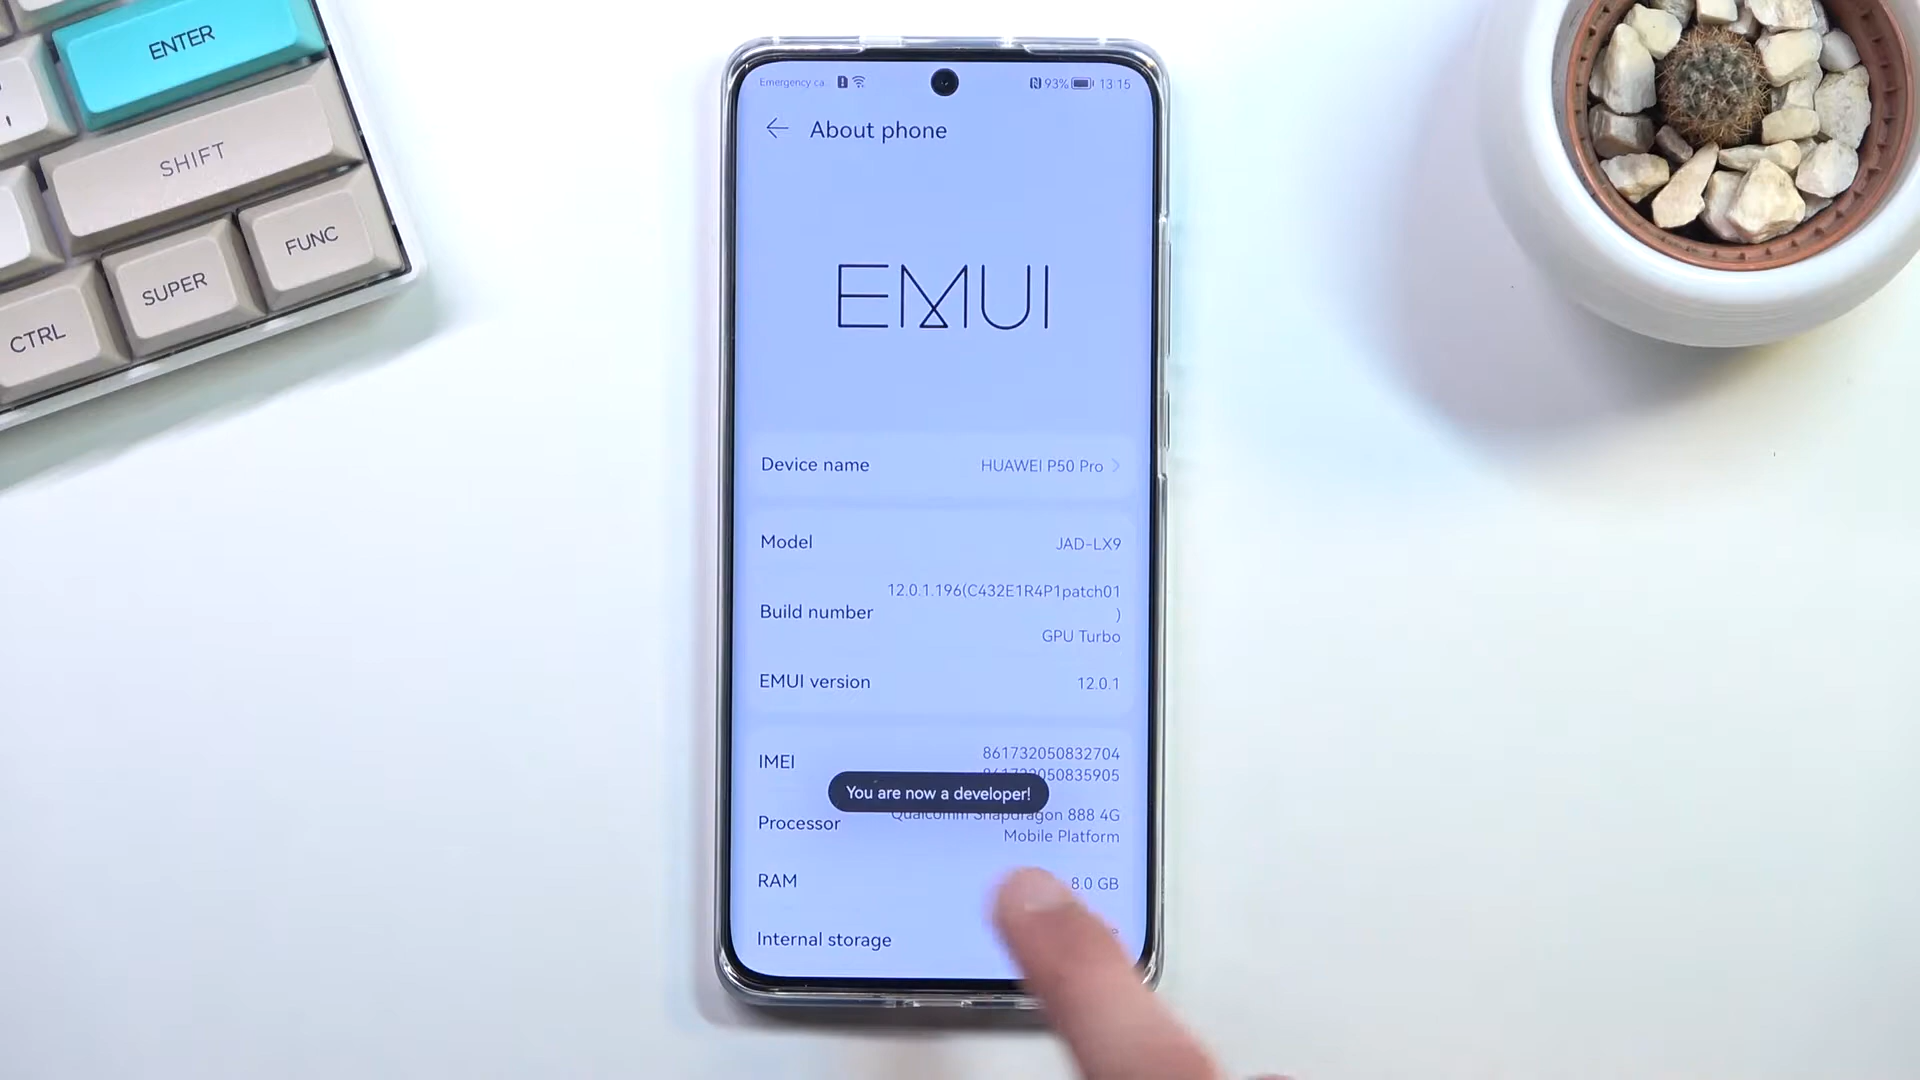 ENTER
SHIFT
FUNC
SUPER
CTRL
Emergency ca
93% 13:15
About phone
EMUI
Device name HUAWEI P50 Pro
Model JAD-LX9
12.0.1.196(C432E1R4P1patch01
Build number )
GPU Turbo
EMUI version 12.0.1
IMEI 861732050832704
861732050835905
You are now a developer!
Processor Qualcomm Snapdragon 888 4G
Mobile Platform
RAM 8.0 GB
Internal storage